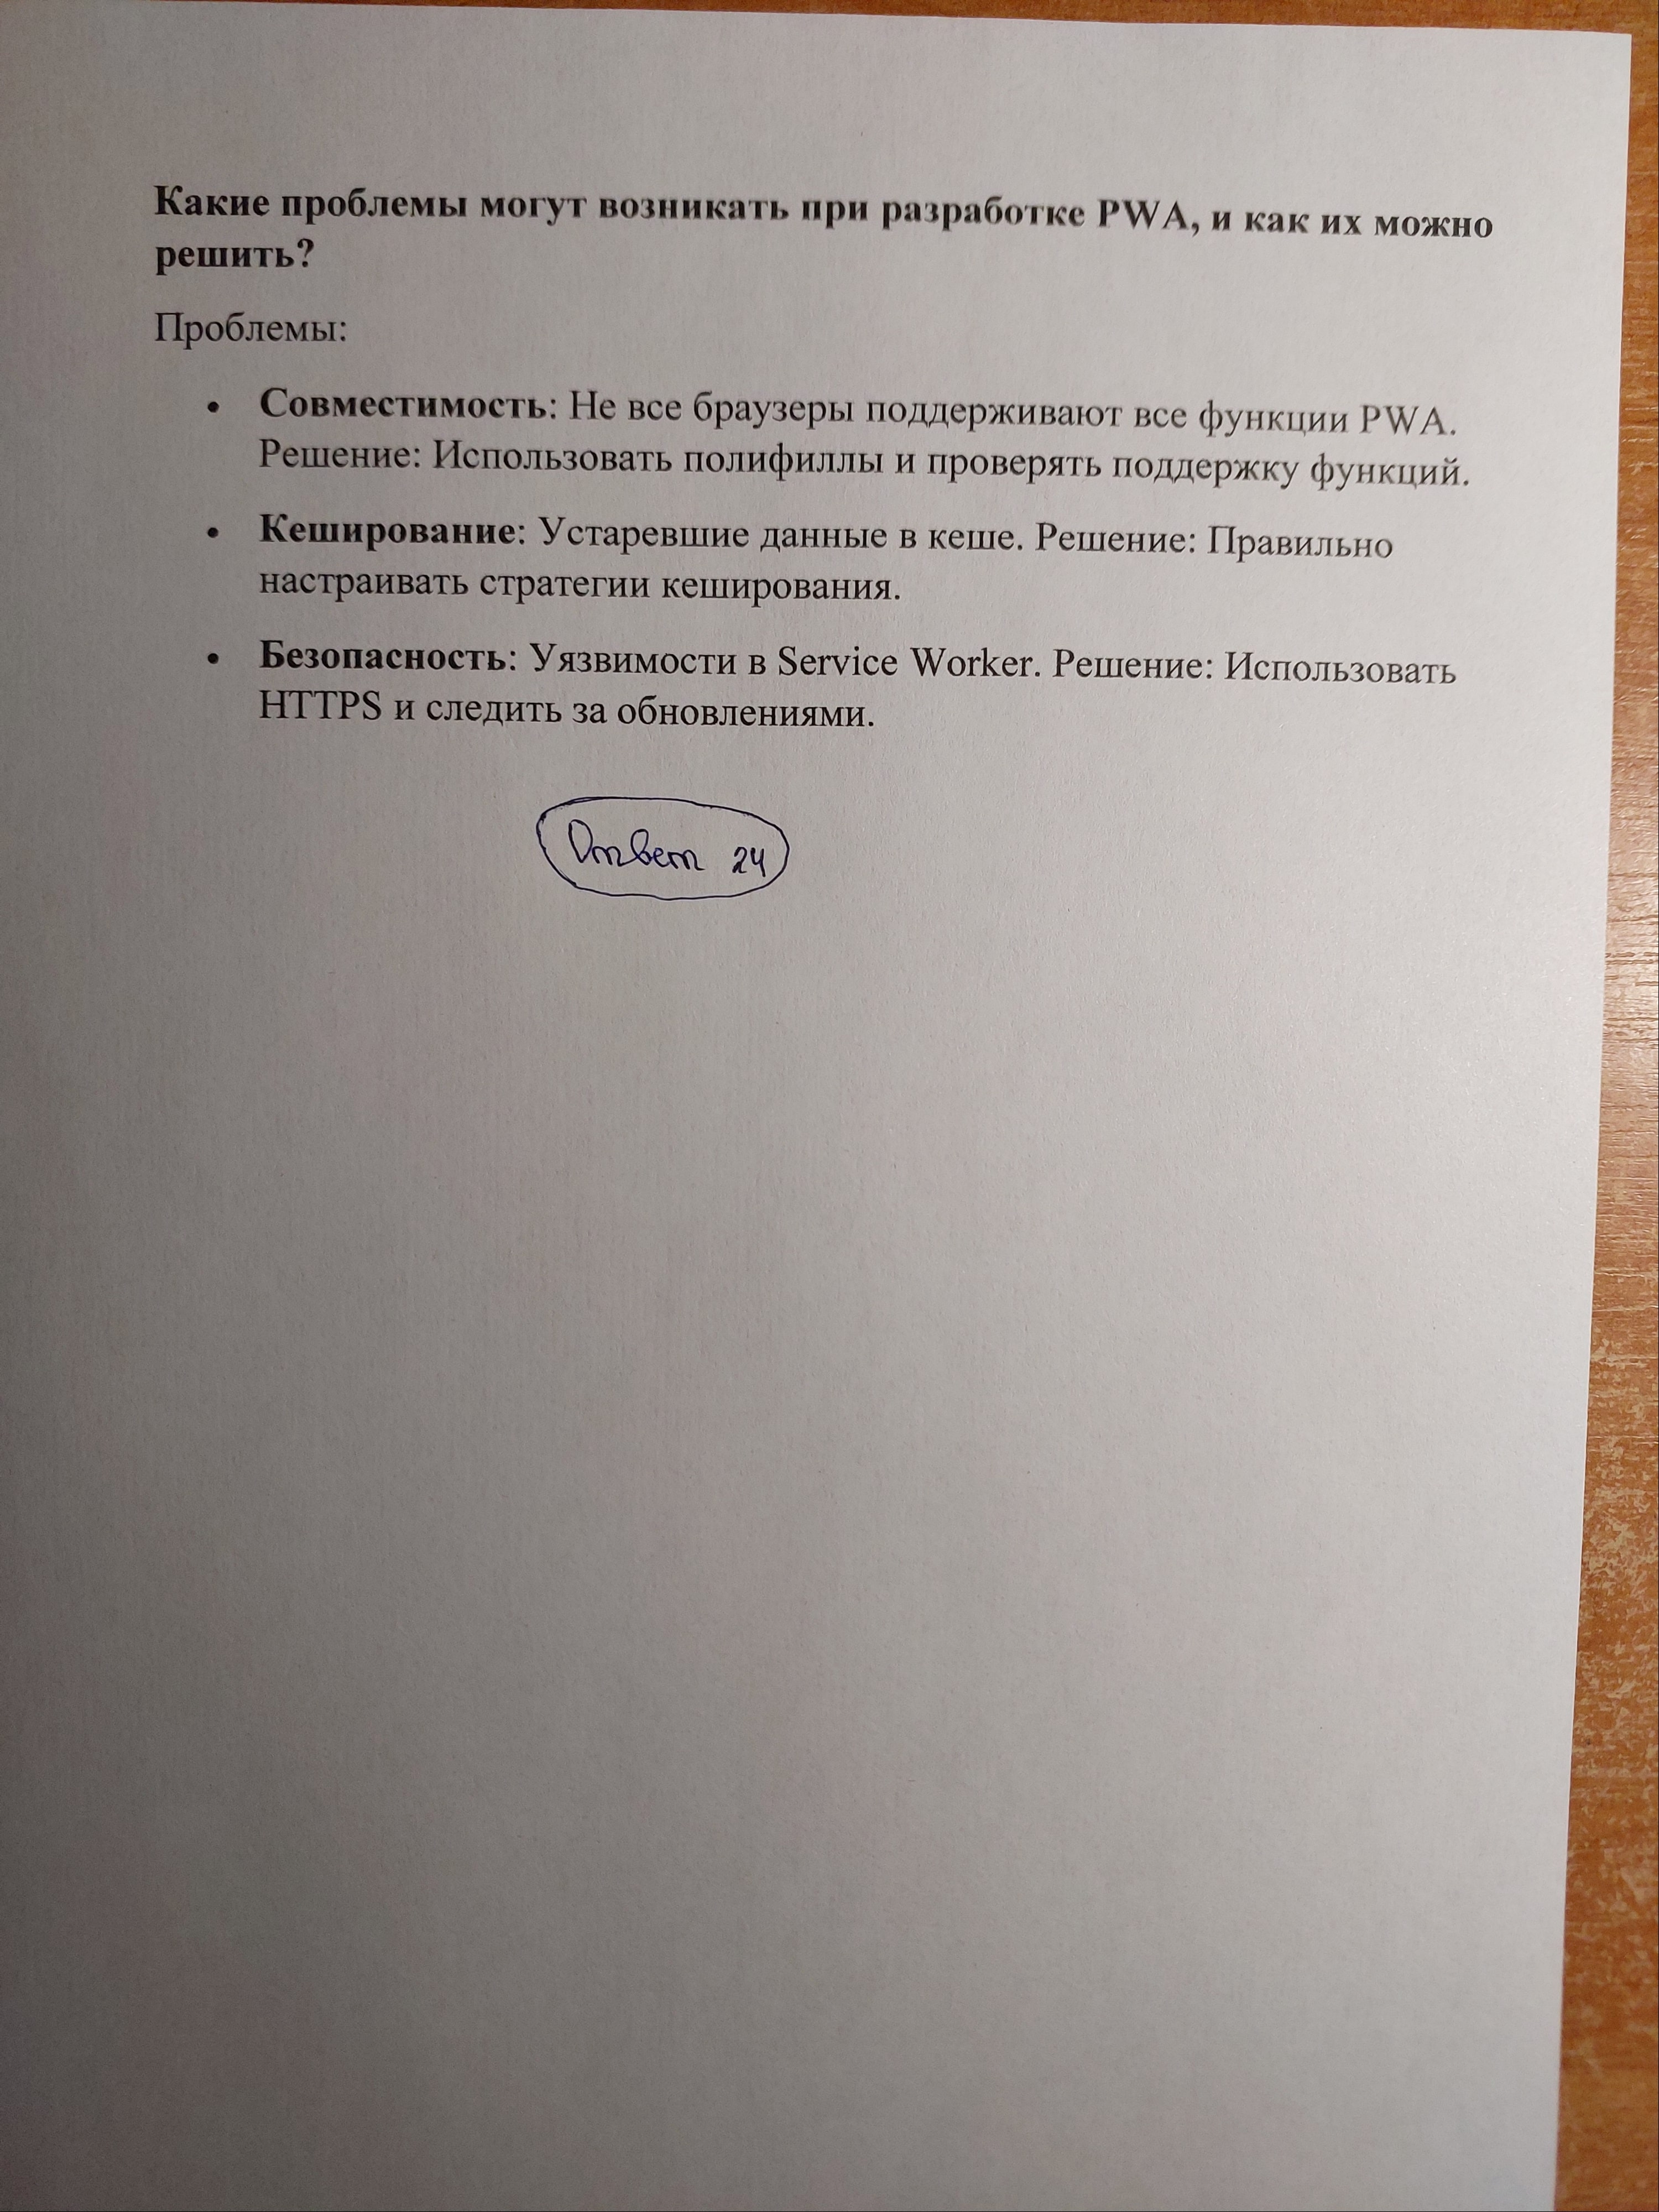 Какие проблемы могут возникать при разработке PWA, и как их можно
решить?
Проблемы:
• Совместимость: Не все браузеры поддерживают все функции PWA.
Решение: Использовать полифиллы и проверять поддержку функций.
• Кеширование: Устаревшие данные в кеше. Решение: Правильно
настраивать стратегии кеширования.
• Безопасность: Уязвимости в Service Worker. Решение: Использовать
HTTPS и следить за обновлениями.
Ответ 24